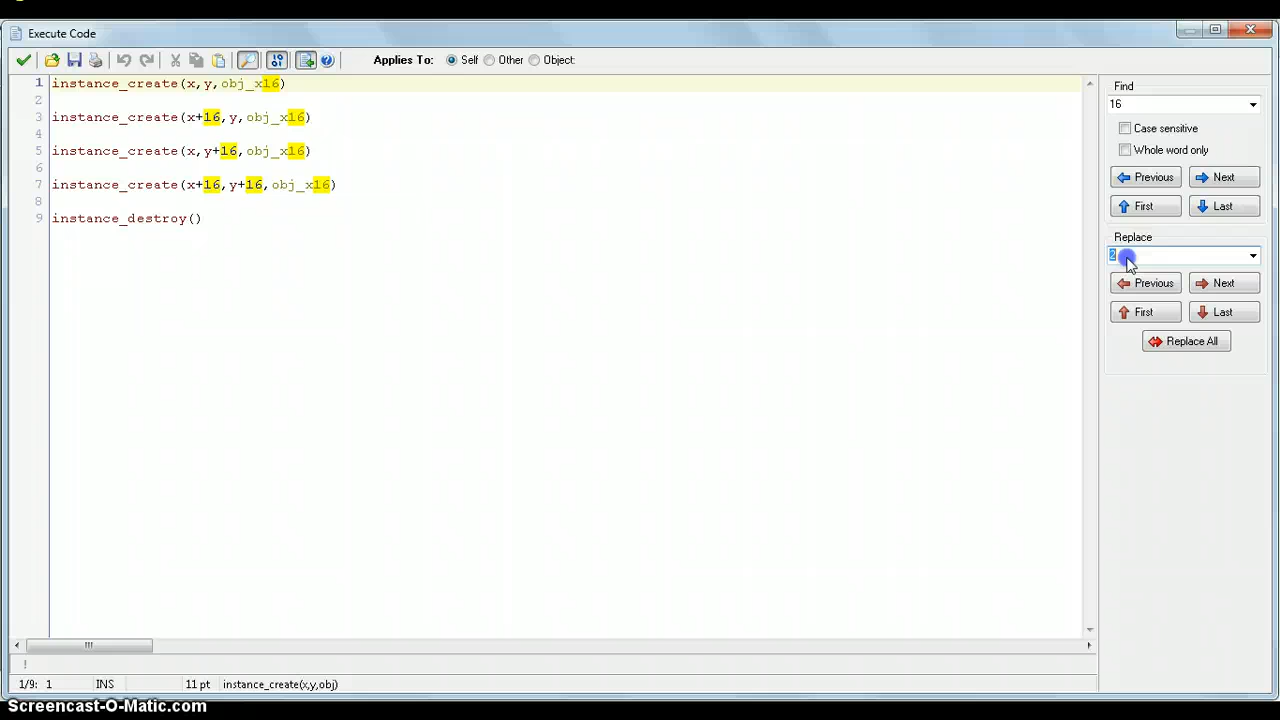 Execute Code
Applies To: Self Other Object:
1 instance_create(x,y,obj_x16)
2
3 instance_create(x+16,y,obj_x16)
4
5 instance_create(x,y+16,obj_x16)
6
7 instance_create(x+16,y+16,obj_x16)
8
9 instance_destroy()
Find
16
Case sensitive
Whole word only
Previous Next
First Last
Replace
2
Previous Next
First Last
Replace All
!
1/9: 1 INS 11 pt instance_create(x,y,obj)
Screencast-O-Matic.com